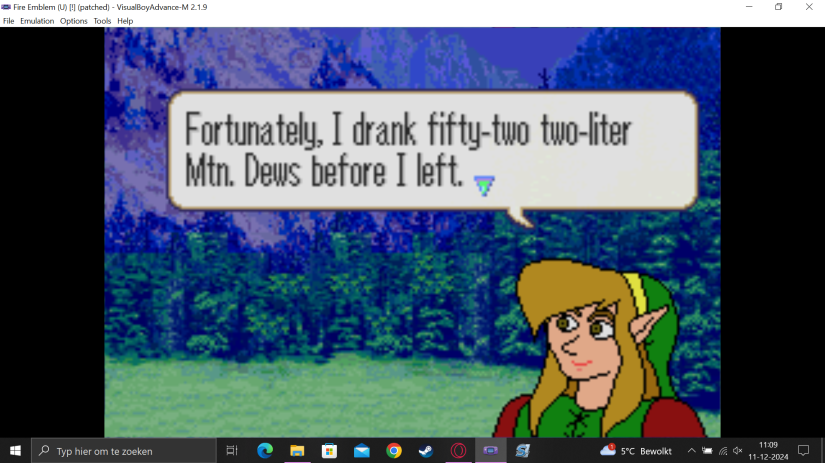 Fire Emblem (U) [!] (patched) - VisualBoyAdvance-M 2.1.9
File Emulation Options Tools Help
Fortunately, I drank fifty-two two-liter
Mtn. Dews before I left.
Typ hier om te zoeken
1
5°C Bewolkt
11:09
11-12-2024